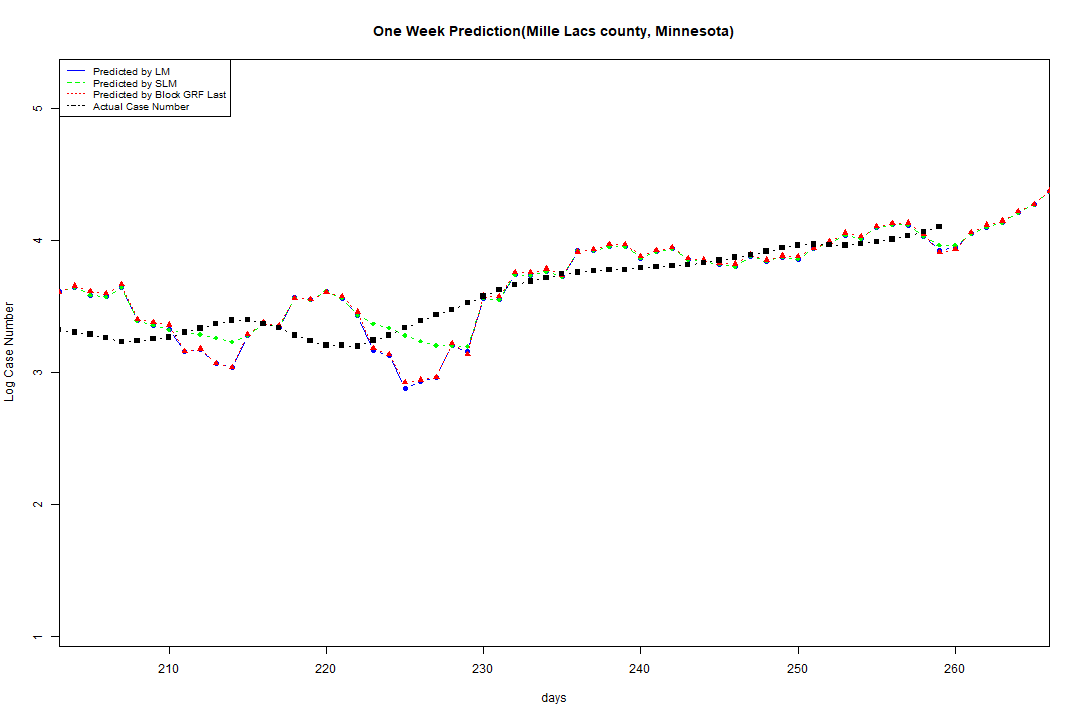 One Week Prediction(Mille Lacs county, Minnesota)
Predicted by LM
Predicted by SLM
Predicted by Block GRF Last
Actual Case Number
5
4
3
2
1
Log Case Number
210 220 230 240 250 260
days